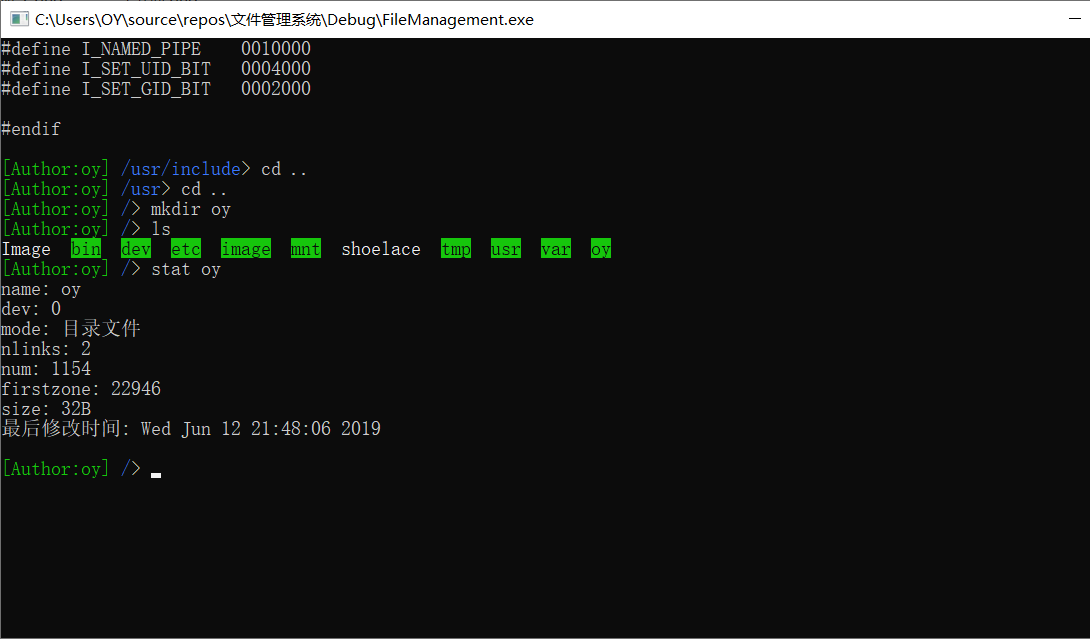 C:\Users\OY\source\repos\文件管理系统\Debug\FileManagement.exe
#define I_NAMED_PIPE    0010000
#define I_SET_UID_BIT   0004000
#define I_SET_GID_BIT   0002000
#endif
[Author:oy] /usr/include> cd ..
[Author:oy] /usr> cd ..
[Author:oy] /> mkdir oy
[Author:oy] /> ls
Image  bin  dev  etc  image  mnt  shoelace  tmp  usr  var  oy
[Author:oy] /> stat oy
name: oy
dev: 0
mode: 目录文件
nlinks: 2
num: 1154
firstzone: 22946
size: 32B
最后修改时间: Wed Jun 12 21:48:06 2019
[Author:oy] />